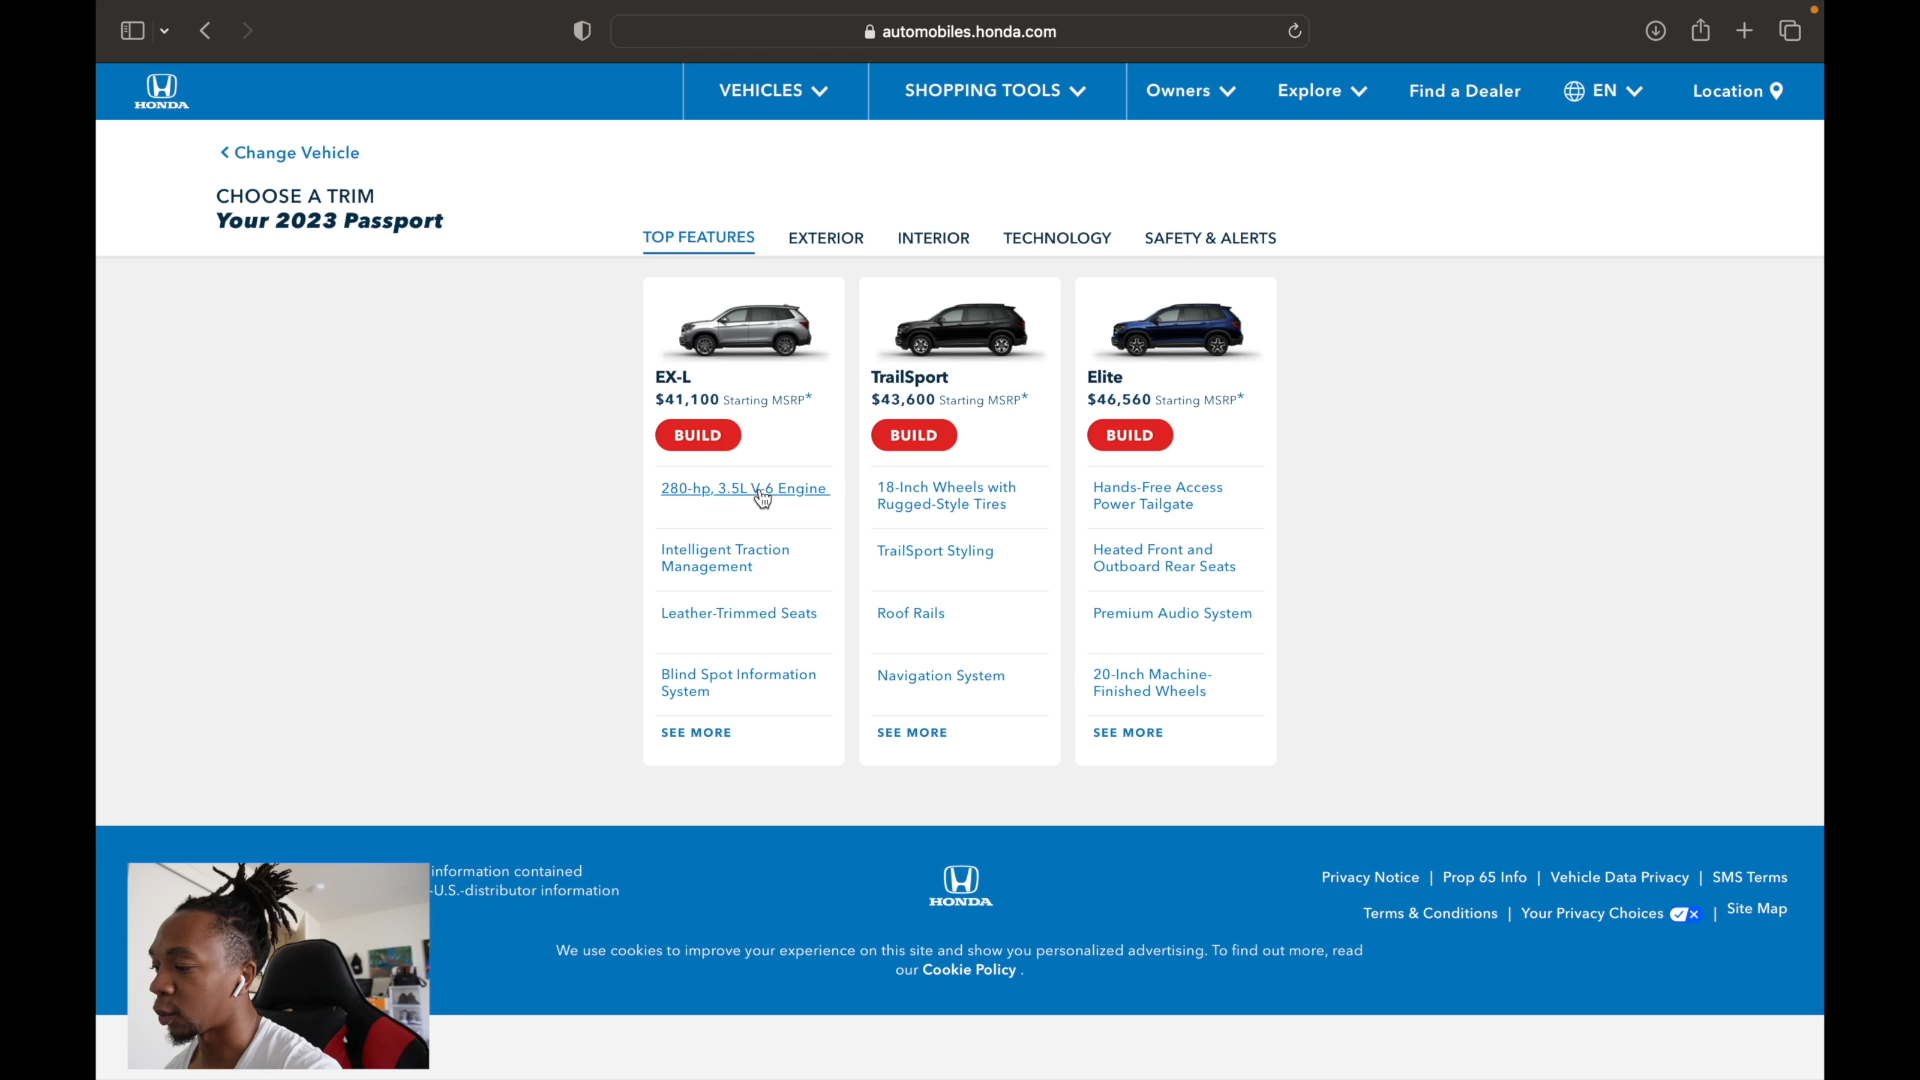 automobiles.honda.com
HONDA
VEHICLES
SHOPPING TOOLS
Owners
Explore
Find a Dealer
EN
Location
Change Vehicle
CHOOSE A TRIM
Your 2023 Passport
TOP FEATURES
EXTERIOR
INTERIOR
TECHNOLOGY
SAFETY & ALERTS
EX-L
$41,100 Starting MSRP*
BUILD
280-hp, 3.5L V-6 Engine
Intelligent Traction
Management
Leather-Trimmed Seats
Blind Spot Information
System
SEE MORE
TrailSport
$43,600 Starting MSRP*
BUILD
18-Inch Wheels with
Rugged-Style Tires
TrailSport Styling
Roof Rails
Navigation System
SEE MORE
Elite
$46,560 Starting MSRP*
BUILD
Hands-Free Access
Power Tailgate
Heated Front and
Outboard Rear Seats
Premium Audio System
20-Inch Machine-
Finished Wheels
SEE MORE
information contained
-U.S.-distributor information
HONDA
Privacy Notice | Prop 65 Info | Vehicle Data Privacy | SMS Terms
Terms & Conditions | Your Privacy Choices | Site Map
We use cookies to improve your experience on this site and show you personalized advertising. To find out more, read
our Cookie Policy .